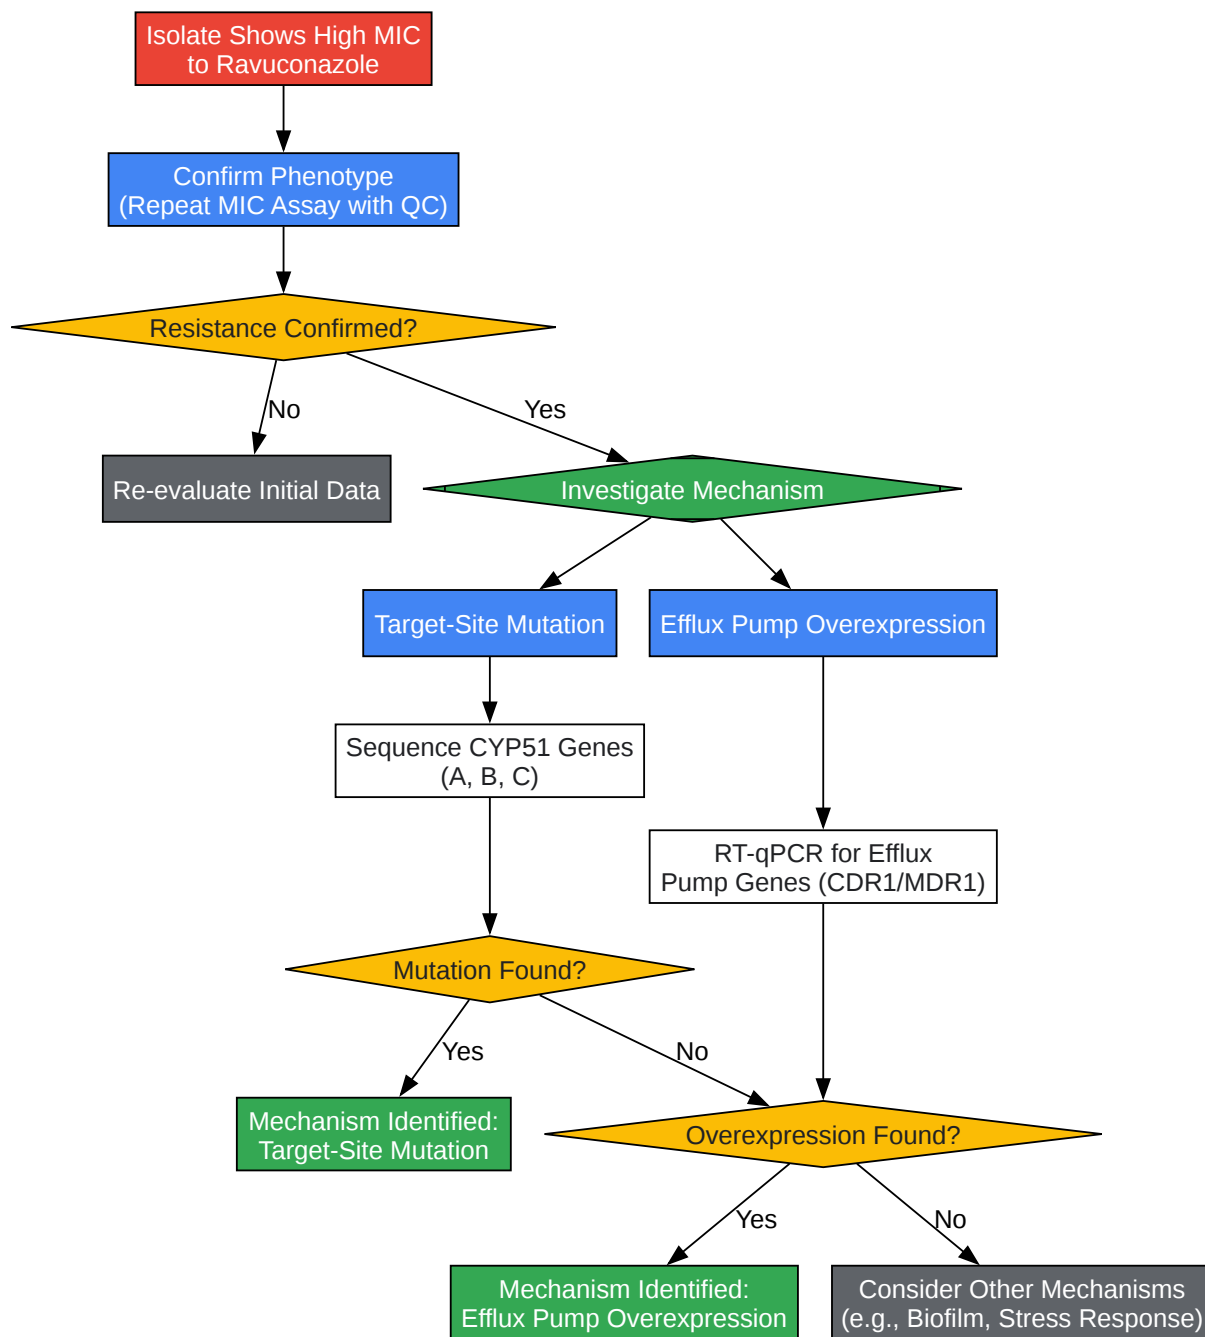 Isolate Shows High MIC
to Ravuconazole
Confirm Phenotype
(Repeat MIC Assay with QC)
Resistance Confirmed?
No
Yes
Re-evaluate Initial Data
Investigate Mechanism
Target-Site Mutation
Efflux Pump Overexpression
Sequence CYP51 Genes
(A, B, C)
RT-qPCR for Efflux
Pump Genes (CDR1/MDR1)
Mutation Found?
Yes
No
Mechanism Identified:
Target-Site Mutation
Overexpression Found?
Yes
No
Mechanism Identified:
Efflux Pump Overexpression
Consider Other Mechanisms
(e.g., Biofilm, Stress Response)